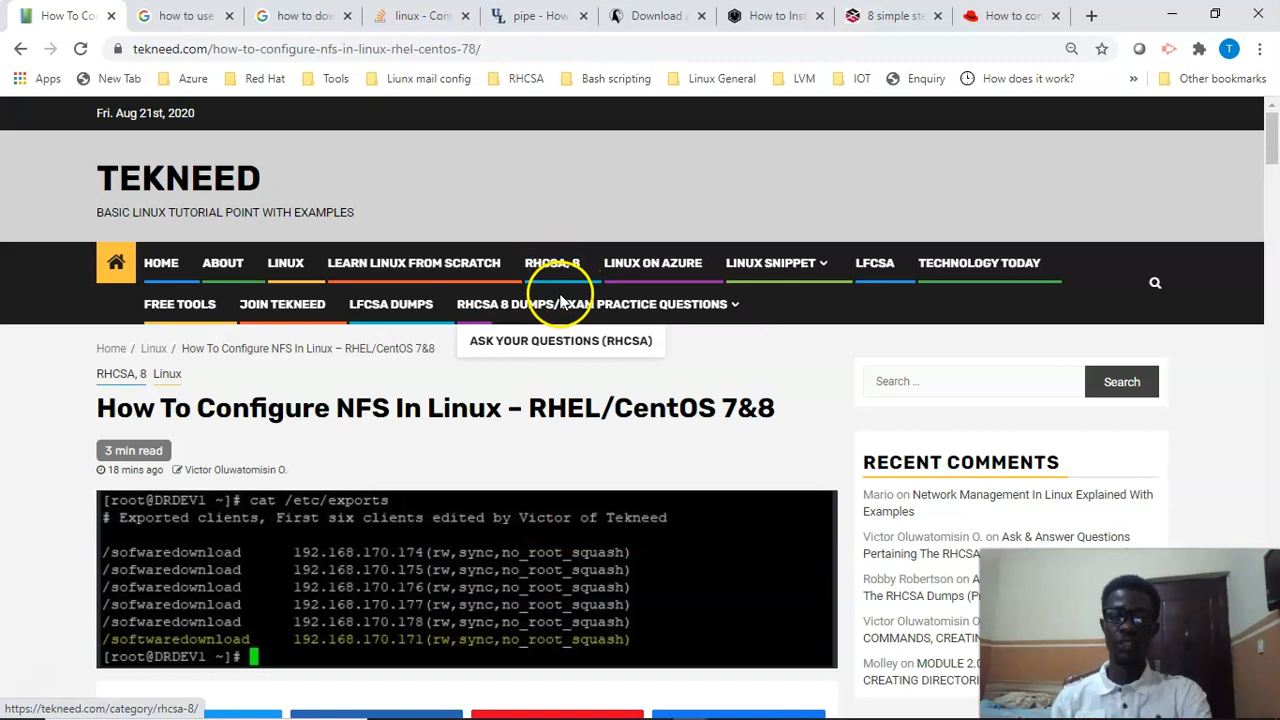 How To Co
how to use
how to dov
linux - Com
pipe - How
Download
How to Inst
8 simple ste
How to con
tekneed.com/how-to-configure-nfs-in-linux-rhel-centos-78/
T
Apps
New Tab
Azure
Red Hat
Tools
Liunx mail config
RHCSA
Bash scripting
Linux General
LVM
IOT
Enquiry
How does it work?
»
Other bookmarks
Fri. Aug 21st, 2020
TEKNEED
BASIC LINUX TUTORIAL POINT WITH EXAMPLES
HOME
ABOUT
LINUX
LEARN LINUX FROM SCRATCH
RHCSA, 8
LINUX ON AZURE
LINUX SNIPPET
LFCSA
TECHNOLOGY TODAY
FREE TOOLS
JOIN TEKNEED
LFCSA DUMPS
RHCSA 8 DUMPS/EXAM PRACTICE QUESTIONS
ASK YOUR QUESTIONS (RHCSA)
Home / Linux / How To Configure NFS In Linux – RHEL/CentOS 7&8
RHCSA, 8 Linux
Search …
Search
How To Configure NFS In Linux – RHEL/CentOS 7&8
3 min read
18 mins ago Victor Oluwatomisin O.
[root@DRDEV1 ~]# cat /etc/exports
# Exported clients, First six clients edited by Victor of Tekneed
/sofwaredownload 192.168.170.174(rw,sync,no_root_squash)
/sofwaredownload 192.168.170.175(rw,sync,no_root_squash)
/sofwaredownload 192.168.170.176(rw,sync,no_root_squash)
/sofwaredownload 192.168.170.177(rw,sync,no_root_squash)
/sofwaredownload 192.168.170.178(rw,sync,no_root_squash)
/softwaredownload 192.168.170.171(rw,sync,no_root_squash)
[root@DRDEV1 ~]#
RECENT COMMENTS
Mario on Network Management In Linux Explained With
Examples
Victor Oluwatomisin O. on Ask & Answer Questions
Pertaining The RHCSA
Robby Robertson on A
The RHCSA Dumps (P
Victor Oluwatomisin O.
COMMANDS, CREATIN
Molley on MODULE 2.0
CREATING DIRECTORI
https://tekneed.com/category/rhcsa-8/